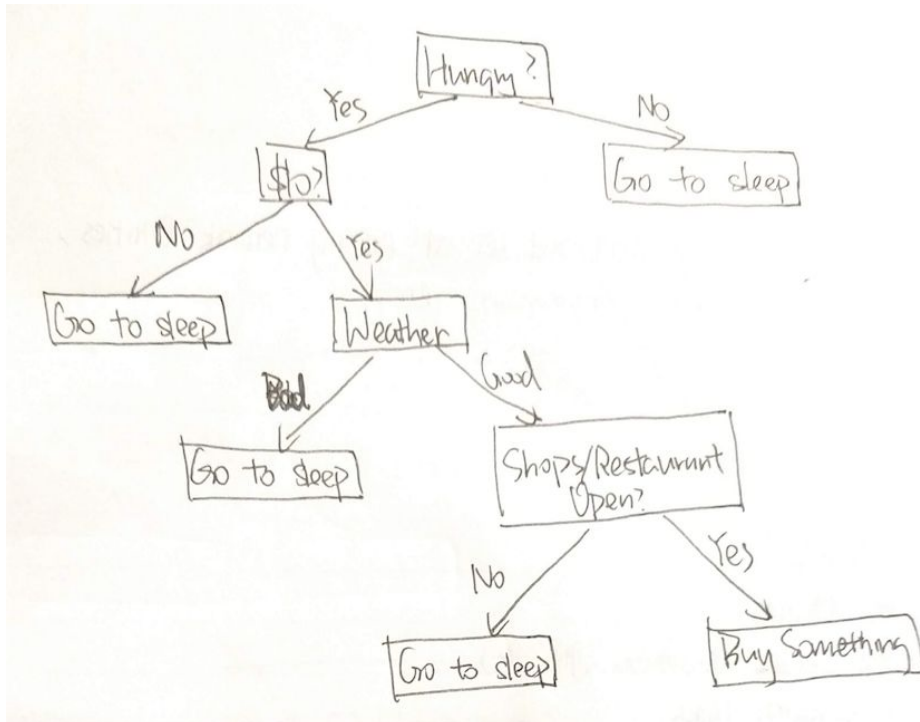 Hungry?
Yes
No
$10?
Go to sleep
No
Yes
Go to sleep
Weather
Bad
Good
Go to sleep
Shops/Restaurant
Open?
No
Yes
Go to sleep
Buy Something